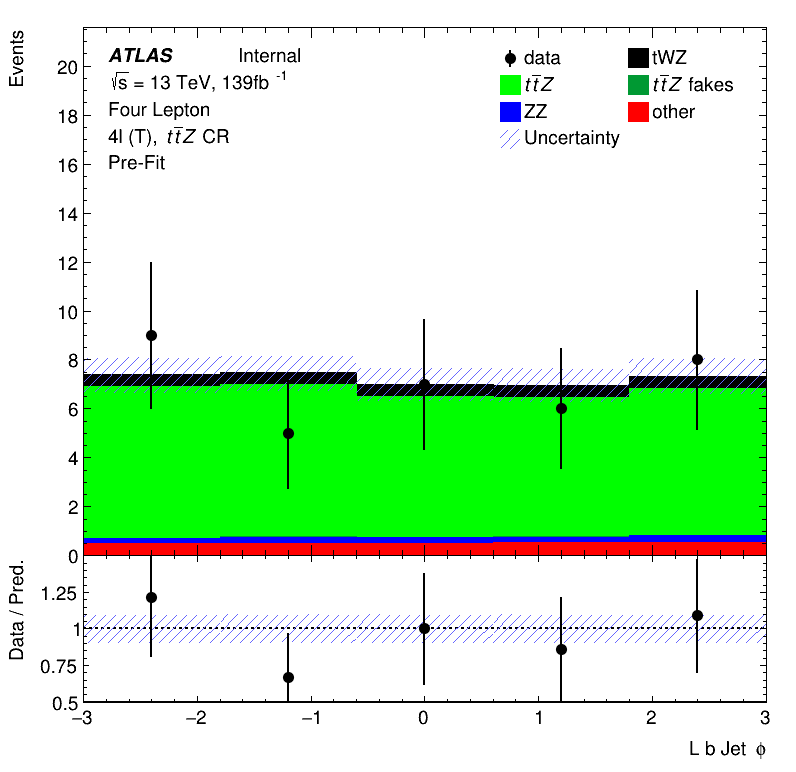 Events
ATLAS Internal
√s = 13 TeV, 139fb⁻¹
Four Lepton
4l (T), tt̅Z CR
Pre-Fit
data
tWZ
tt̅Z
tt̅Z fakes
ZZ
other
Uncertainty
20
18
16
14
12
10
8
6
4
2
0
Data / Pred.
1.25
1
0.75
0.5
−3 −2 −1 0 1 2 3
L b Jet ϕ